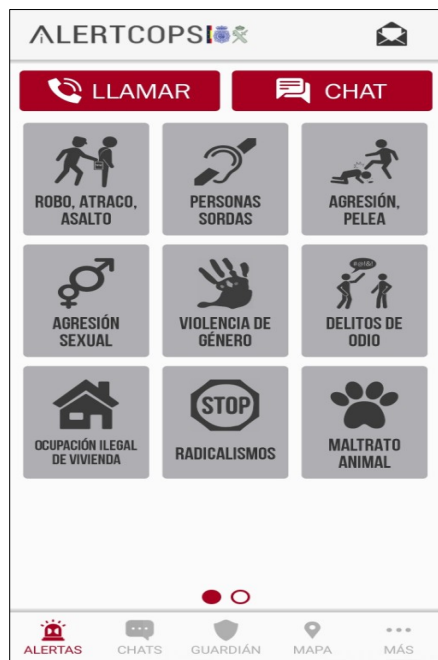 ALERTCOPS
LLAMAR
CHAT
ROBO, ATRACO,
ASALTO
PERSONAS
SORDAS
AGRESIÓN,
PELEA
AGRESIÓN
SEXUAL
VIOLENCIA DE
GÉNERO
#@!&!
DELITOS DE
ODIO
OCUPACIÓN ILEGAL
DE VIVIENDA
STOP
RADICALISMOS
MALTRATO
ANIMAL
ALERTAS
CHATS
GUARDIÁN
MAPA
MÁS